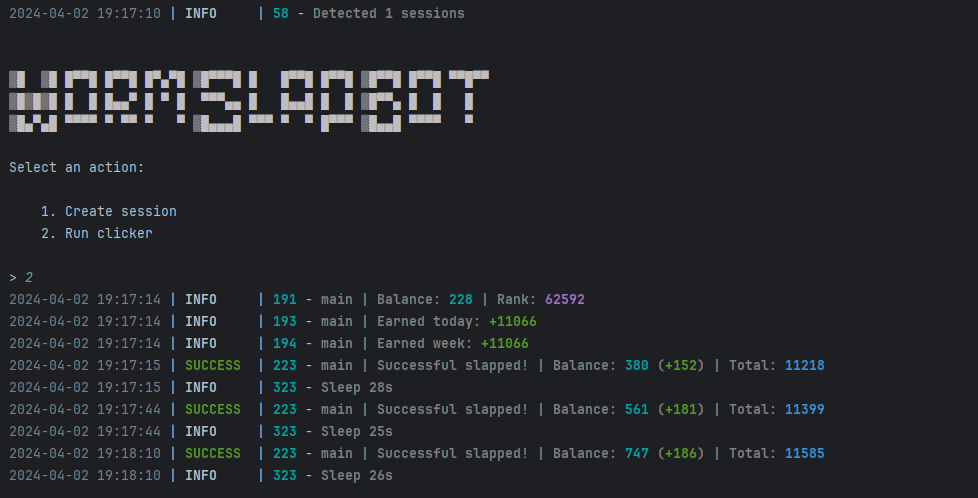 2024-04-02 19:17:10 | INFO     | 58 - Detected 1 sessions
WORMSLAPBOT
Select an action:
1. Create session
2. Run clicker
> 2
2024-04-02 19:17:14 | INFO     | 191 - main | Balance: 228 | Rank: 62592
2024-04-02 19:17:14 | INFO     | 193 - main | Earned today: +11066
2024-04-02 19:17:14 | INFO     | 194 - main | Earned week: +11066
2024-04-02 19:17:15 | SUCCESS  | 223 - main | Successful slapped! | Balance: 380 (+152) | Total: 11218
2024-04-02 19:17:15 | INFO     | 323 - Sleep 28s
2024-04-02 19:17:44 | SUCCESS  | 223 - main | Successful slapped! | Balance: 561 (+181) | Total: 11399
2024-04-02 19:17:44 | INFO     | 323 - Sleep 25s
2024-04-02 19:18:10 | SUCCESS  | 223 - main | Successful slapped! | Balance: 747 (+186) | Total: 11585
2024-04-02 19:18:10 | INFO     | 323 - Sleep 26s